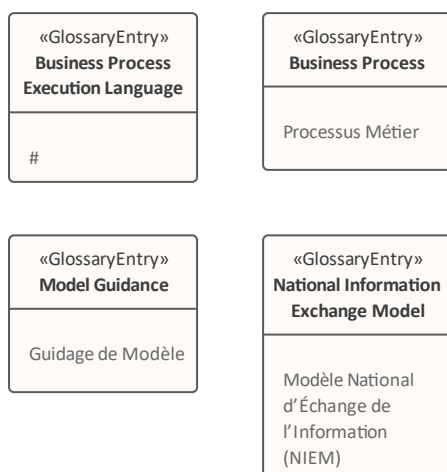 «GlossaryEntry»
Business Process
Execution Language
#
«GlossaryEntry»
Business Process
Processus Métier
«GlossaryEntry»
Model Guidance
Guidage de Modèle
«GlossaryEntry»
National Information
Exchange Model
Modèle National
d'Échange de
l'Information
(NIEM)